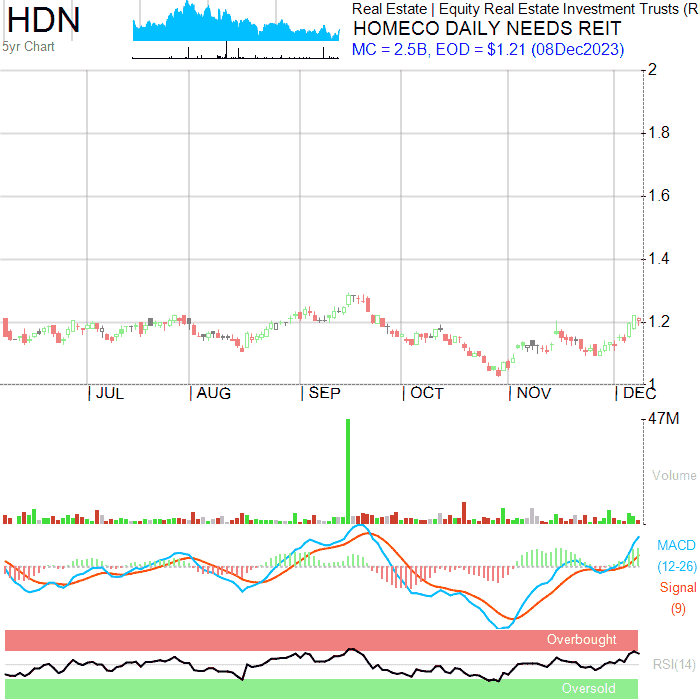 HDN
5yr Chart
Real Estate | Equity Real Estate Investment Trusts (R
HOMECO DAILY NEEDS REIT
MC = 2.5B, EOD = $1.21 (08Dec2023)
2
1.8
1.6
1.4
1.2
1
JUL AUG SEP OCT NOV DEC
47M
Volume
MACD
(12-26)
Signal
(9)
Overbought
RSI(14)
Oversold